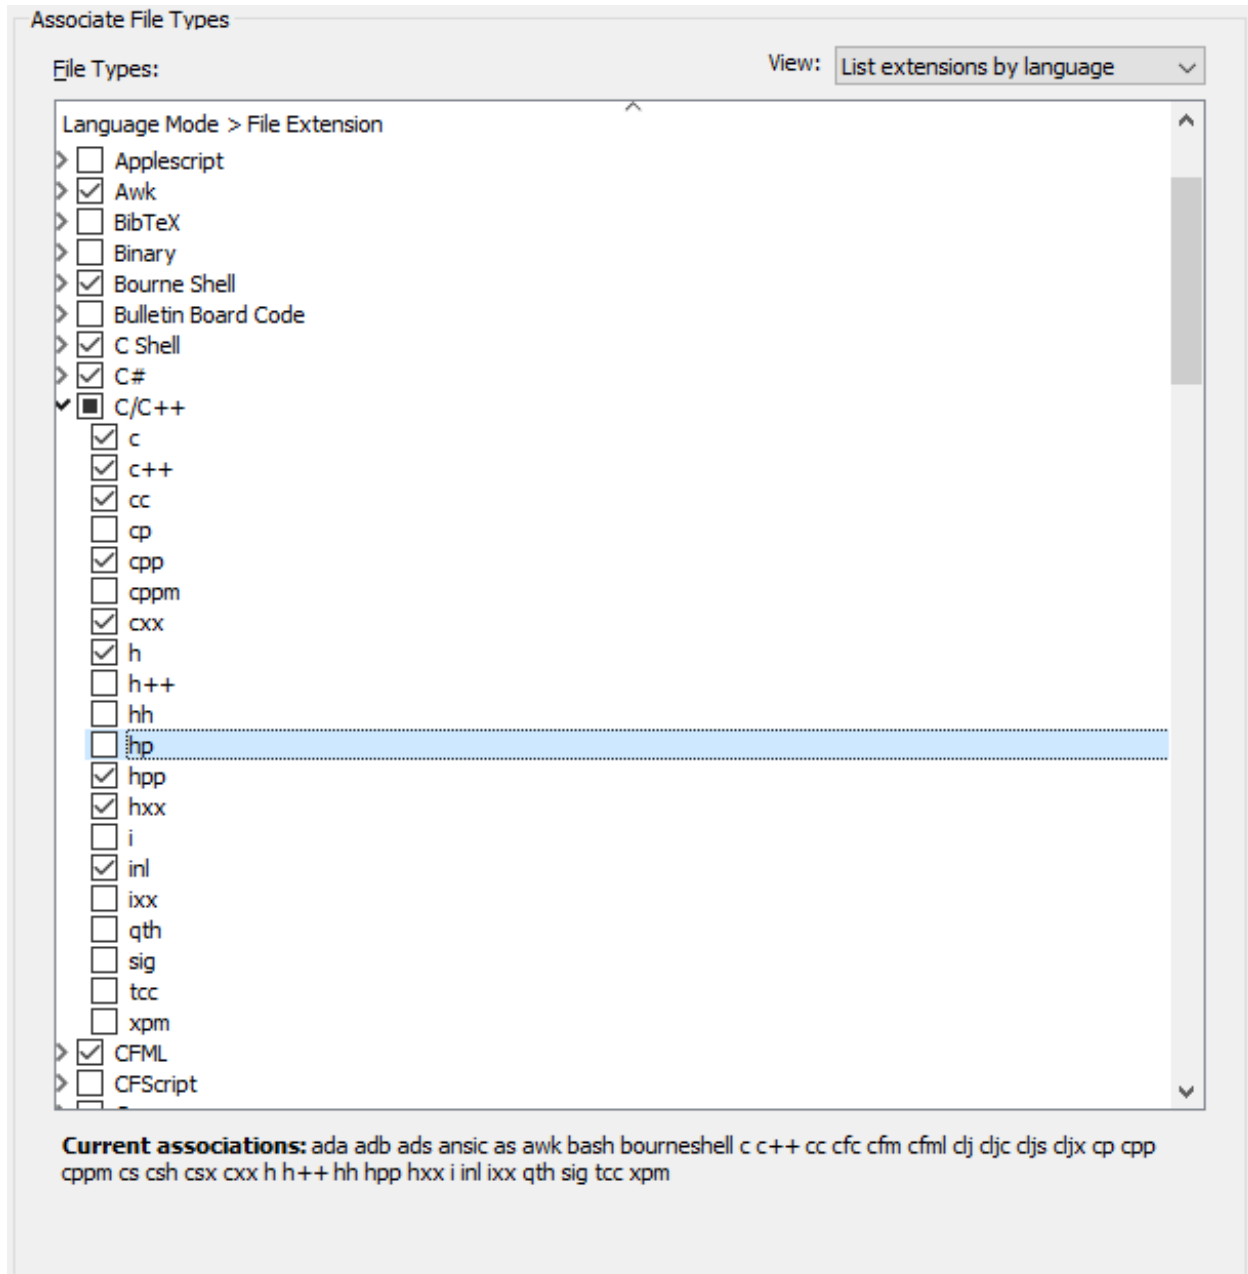 Associate File Types
File Types:
View: List extensions by language
Language Mode > File Extension
Applescript
Awk
BibTeX
Binary
Bourne Shell
Bulletin Board Code
C Shell
C#
C/C++
c
c++
cc
cp
cpp
cppm
cxx
h
h++
hh
hp
hpp
hxx
i
inl
ixx
qth
sig
tcc
xpm
CFML
CFScript
Current associations: ada adb ads ansic as awk bash bourneshell c c++ cc cfc cfm cfml clj cljc cljs cljx cp cpp
cppm cs csh csx cxx h h++ hh hpp hxx i inl ixx qth sig tcc xpm